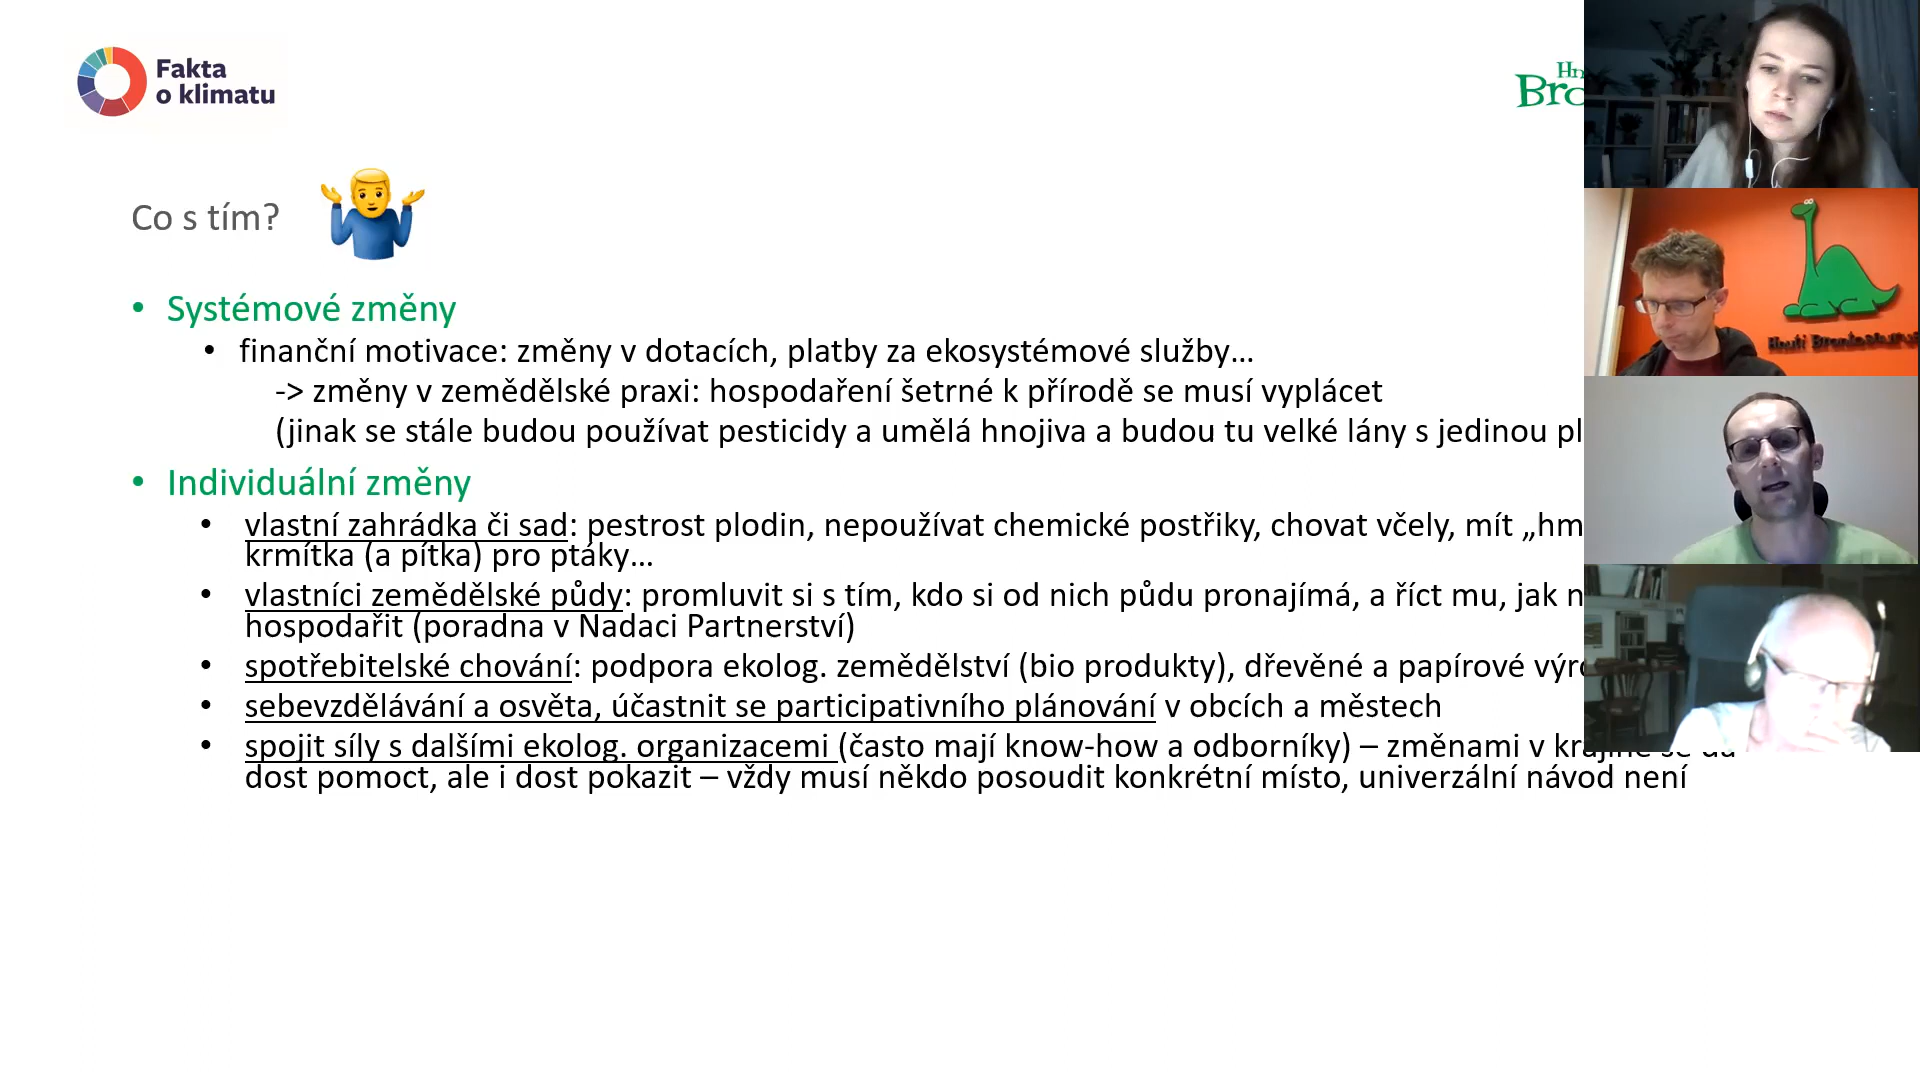 Fakta
o klimatu
Co s tím?
• Systémové změny
• finanční motivace: změny v dotacích, platby za ekosystémové služby…
-> změny v zemědělské praxi: hospodaření šetrné k přírodě se musí vyplácet
(jinak se stále budou používat pesticidy a umělá hnojiva a budou tu velké lány s jedinou
• Individuální změny
• vlastní zahrádka či sad: pestrost plodin, nepoužívat chemické postřiky, chovat včely, mít
krmítka (a pítka) pro ptáky…
• vlastníci zemědělské půdy: promluvit si s tím, kdo si od nich půdu pronajímá, a říct mu, jak
hospodařit (poradna v Nadaci Partnerství)
• spotřebitelské chování: podpora ekolog. zemědělství (bio produkty), dřevěné a papírové
• sebevzdělávání a osvěta, účastnit se participativního plánování v obcích a městech
• spojit síly s dalšími ekolog. organizacemi (často mají know-how a odborníky) – změnami v krajině se dá
dost pomoct, ale i dost pokazit – vždy musí někdo posoudit konkrétní místo, univerzální návod není
Hnutí Brontosaurus